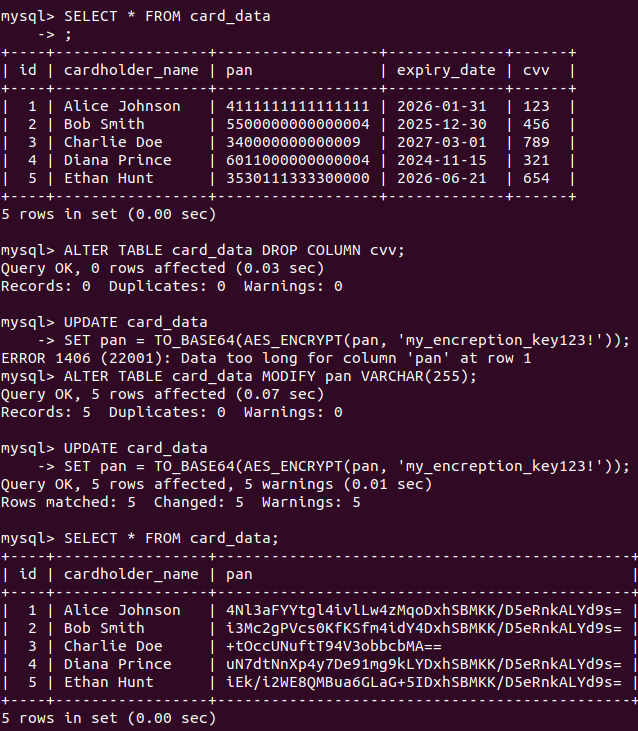 mysql> SELECT * FROM card_data
    -> ;
+----+-----------------+------------------+-------------+------+
| id | cardholder_name | pan              | expiry_date | cvv  |
+----+-----------------+------------------+-------------+------+
|  1 | Alice Johnson   | 4111111111111111 | 2026-01-31  | 123  |
|  2 | Bob Smith       | 5500000000000004 | 2025-12-30  | 456  |
|  3 | Charlie Doe     | 340000000000009  | 2027-03-01  | 789  |
|  4 | Diana Prince    | 6011000000000004 | 2024-11-15  | 321  |
|  5 | Ethan Hunt      | 3530111333300000 | 2026-06-21  | 654  |
+----+-----------------+------------------+-------------+------+
5 rows in set (0.00 sec)

mysql> ALTER TABLE card_data DROP COLUMN cvv;
Query OK, 0 rows affected (0.03 sec)
Records: 0  Duplicates: 0  Warnings: 0

mysql> UPDATE card_data
    -> SET pan = TO_BASE64(AES_ENCRYPT(pan, 'my_encreption_key123!'));
ERROR 1406 (22001): Data too long for column 'pan' at row 1
mysql> ALTER TABLE card_data MODIFY pan VARCHAR(255);
Query OK, 5 rows affected (0.07 sec)
Records: 5  Duplicates: 0  Warnings: 0

mysql> UPDATE card_data
    -> SET pan = TO_BASE64(AES_ENCRYPT(pan, 'my_encreption_key123!'));
Query OK, 5 rows affected, 5 warnings (0.01 sec)
Rows matched: 5  Changed: 5  Warnings: 5

mysql> SELECT * FROM card_data;
+----+-----------------+----------------------------------------------+
| id | cardholder_name | pan                                          |
+----+-----------------+----------------------------------------------+
|  1 | Alice Johnson   | 4Nl3aFYYtgl4ivlLw4zMqoDxhSBMKK/D5eRnkALYd9s= |
|  2 | Bob Smith       | i3Mc2gPVcs0KfKSfm4idY4DxhSBMKK/D5eRnkALYd9s= |
|  3 | Charlie Doe     | +tOccUNuftT94V3obbcbMA==                     |
|  4 | Diana Prince    | uN7dtNnXp4y7De91mg9kLYDxhSBMKK/D5eRnkALYd9s= |
|  5 | Ethan Hunt      | iEk/i2WE8QMBua6GLaG+5IDxhSBMKK/D5eRnkALYd9s= |
+----+-----------------+----------------------------------------------+
5 rows in set (0.00 sec)